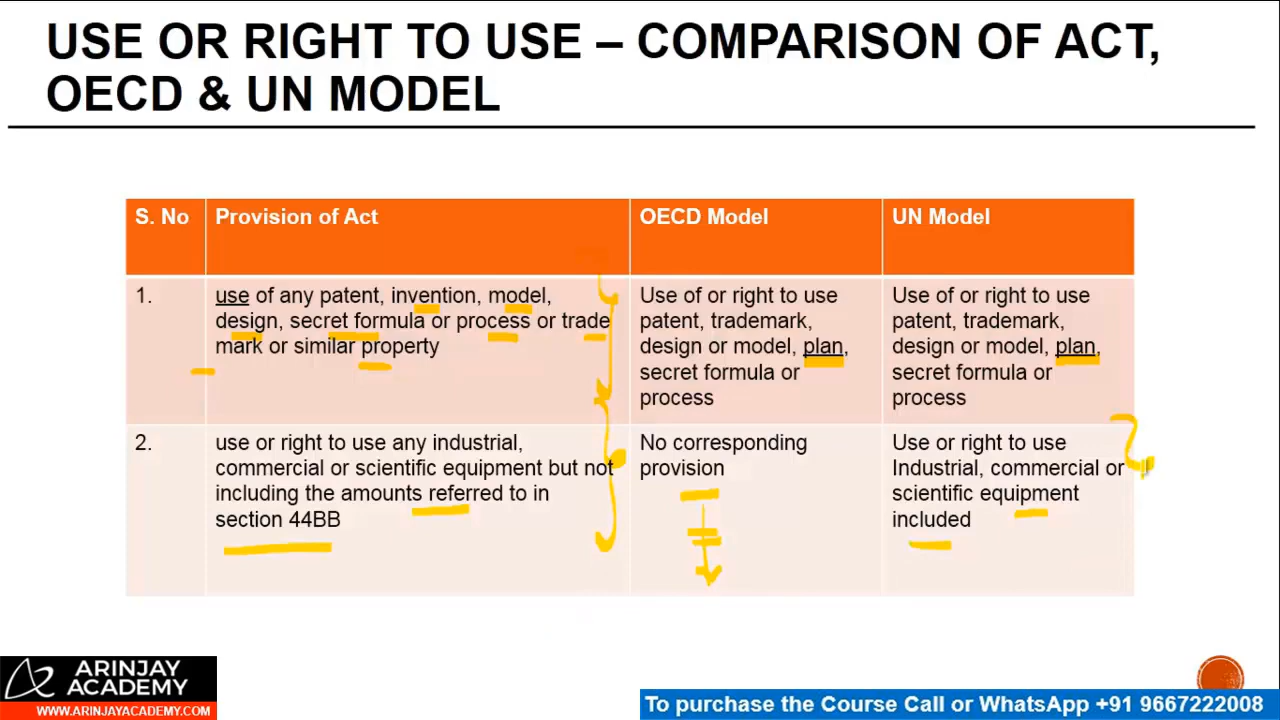 USE OR RIGHT TO USE – COMPARISON OF ACT,
OECD & UN MODEL
S. No
Provision of Act
OECD Model
UN Model
1.
use of any patent, invention, model,
design, secret formula or process or trade
mark or similar property
Use of or right to use
patent, trademark,
design or model, plan,
secret formula or
process
Use of or right to use
patent, trademark,
design or model, plan,
secret formula or
process
2.
use or right to use any industrial,
commercial or scientific equipment but not
including the amounts referred to in
section 44BB
No corresponding
provision
Use or right to use
Industrial, commercial or
scientific equipment
included
ARINJAY
ACADEMY
WWW.ARINJAYACADEMY.COM
To purchase the Course Call or WhatsApp +91 9667222008